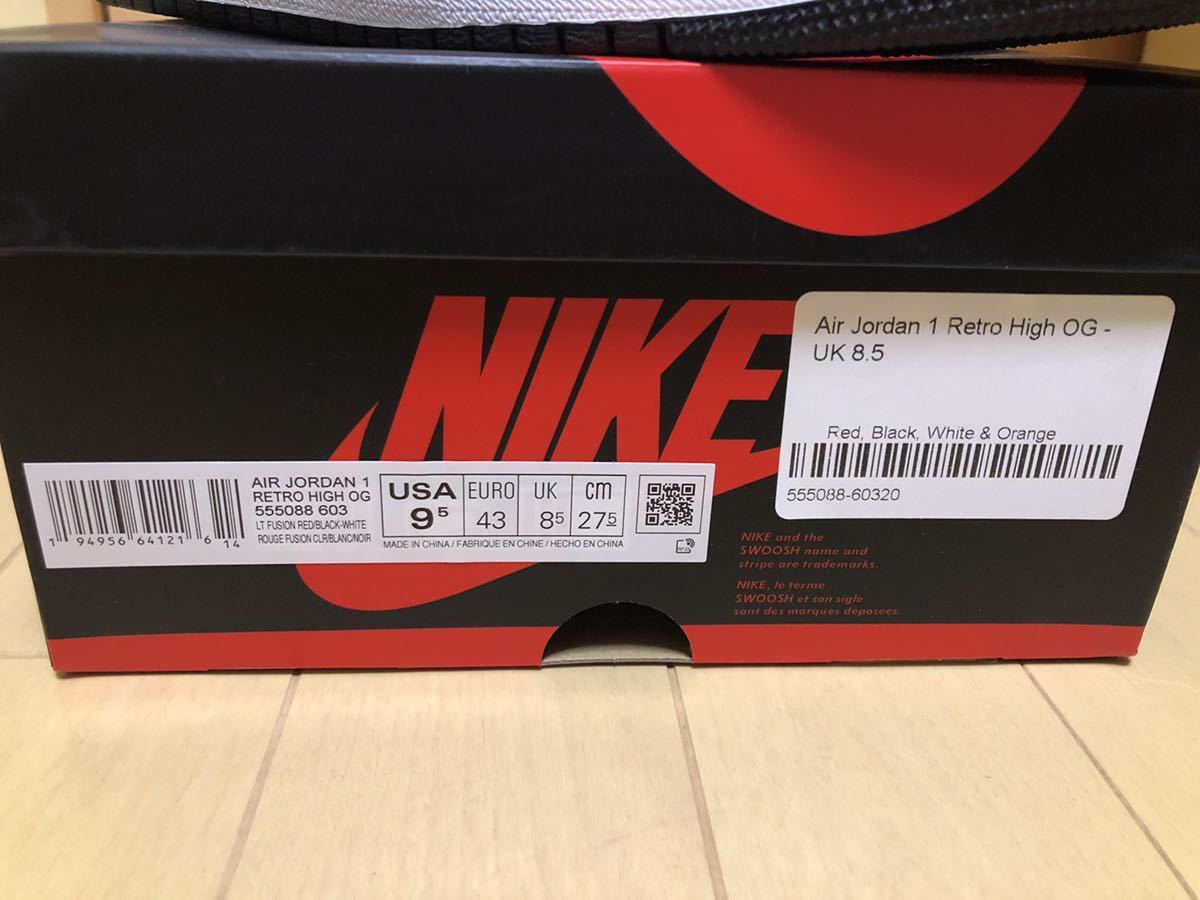 NIKE
Air Jordan 1 Retro High OG -
UK 8.5
Red, Black, White & Orange
555088-60320
AIR JORDAN 1
RETRO HIGH OG
555088 603
LT FUSION RED/BLACK-WHITE
ROUGE FUSION CLR/BLANC/NOIR
1 94956 64121 6 14
USA
9⁵
EURO
43
UK
8⁵
cm
27⁵
MADE IN CHINA / FABRIQUE EN CHINE / HECHO EN CHINA
NIKE and the
SWOOSH name and
stripe are trademarks.
NIKE, le terme
SWOOSH et son sigle
sont des marques deposees.